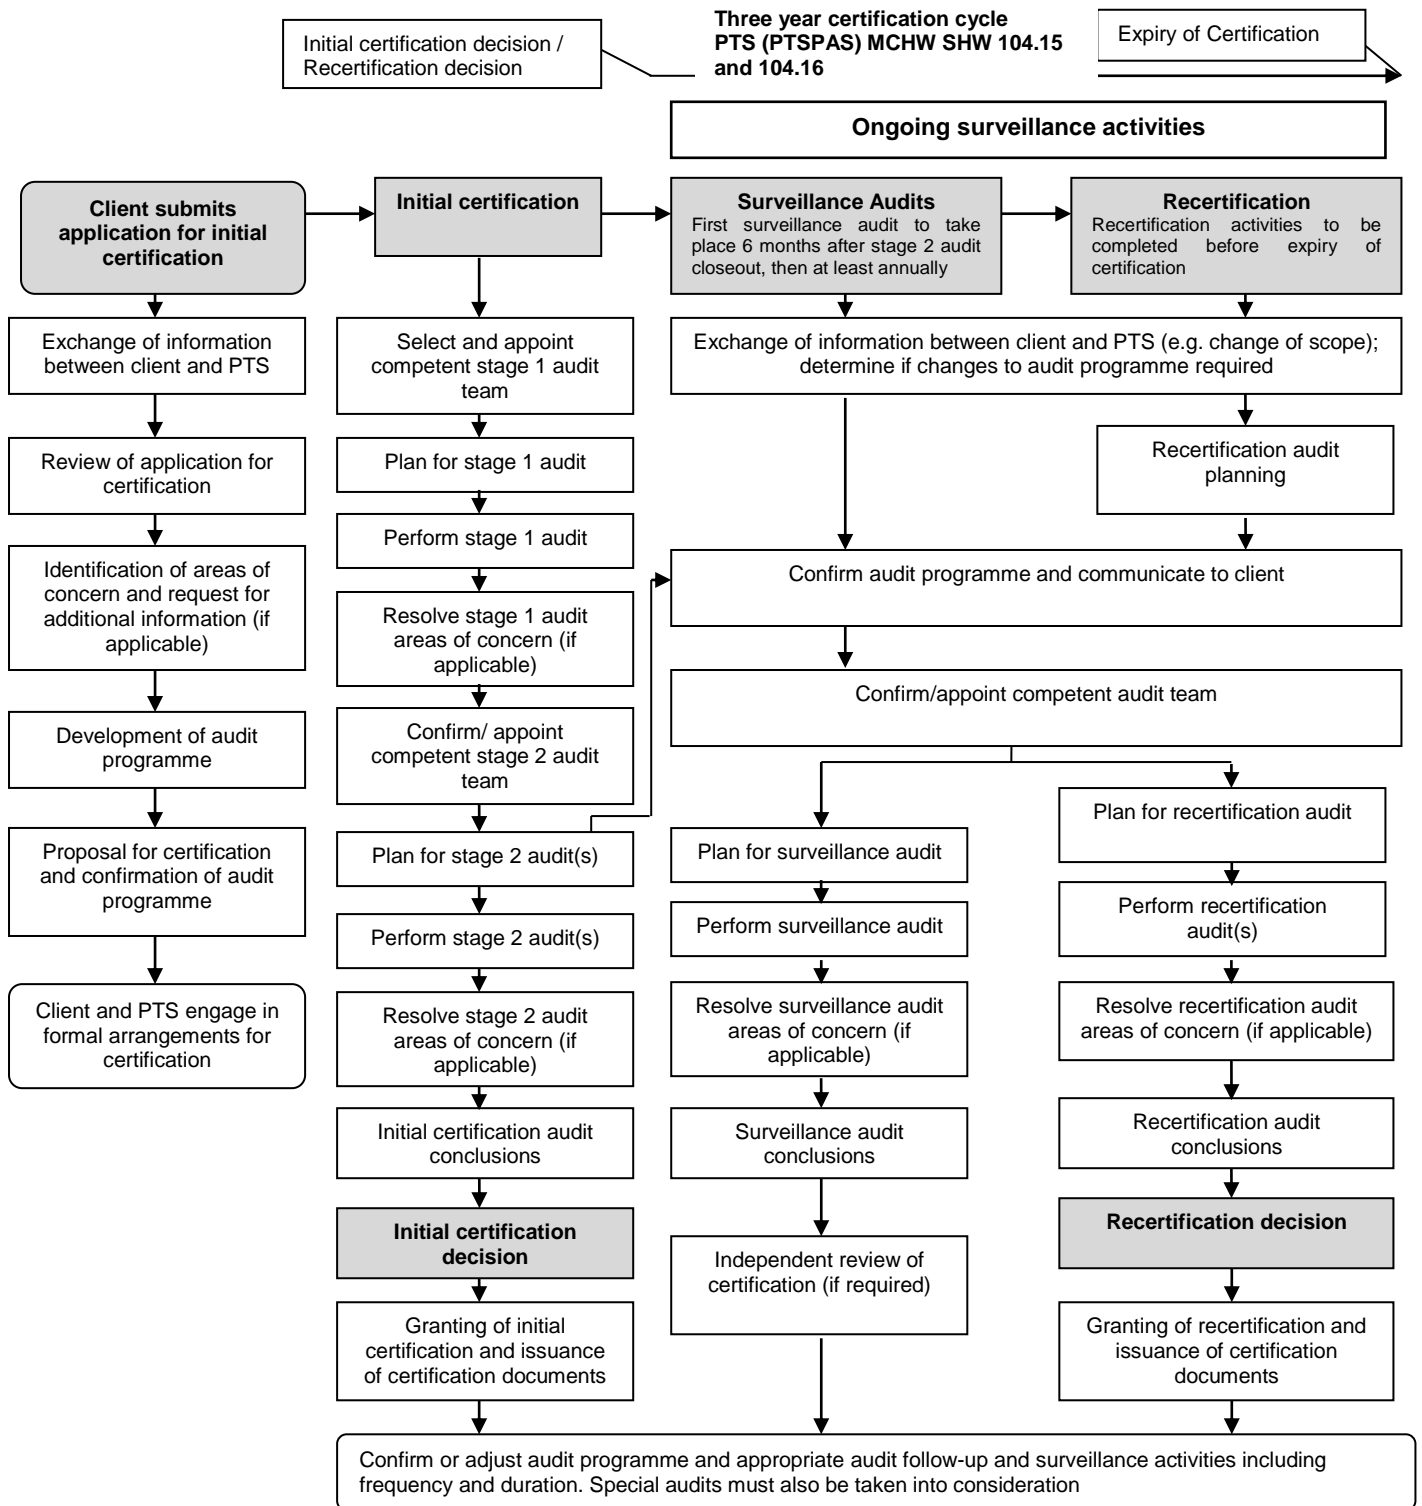 Initial certification decision /
Recertification decision
Three year certification cycle
PTS (PTSPAS) MCHW SHW 104.15
and 104.16
Expiry of Certification
Ongoing surveillance activities
Client submits
application for initial
certification
Initial certification
Surveillance Audits
First surveillance audit to take
place 6 months after stage 2 audit
closeout, then at least annually
Recertification
Recertification activities to be
completed before expiry of
certification
Exchange of information
between client and PTS
Review of application for
certification
Identification of areas of
concern and request for
additional information (if
applicable)
Development of audit
programme
Proposal for certification
and confirmation of audit
programme
Client and PTS engage in
formal arrangements for
certification
Select and appoint
competent stage 1 audit
team
Plan for stage 1 audit
Perform stage 1 audit
Resolve stage 1 audit
areas of concern (if
applicable)
Confirm/ appoint
competent stage 2 audit
team
Plan for stage 2 audit(s)
Perform stage 2 audit(s)
Resolve stage 2 audit
areas of concern (if
applicable)
Initial certification audit
conclusions
Initial certification
decision
Granting of initial
certification and issuance
of certification documents
Exchange of information between client and PTS (e.g. change of scope);
determine if changes to audit programme required
Recertification audit
planning
Confirm audit programme and communicate to client
Confirm/appoint competent audit team
Plan for surveillance audit
Perform surveillance audit
Resolve surveillance audit
areas of concern (if
applicable)
Surveillance audit
conclusions
Independent review of
certification (if required)
Plan for recertification audit
Perform recertification
audit(s)
Resolve recertification audit
areas of concern (if applicable)
Recertification audit
conclusions
Recertification decision
Granting of recertification and
issuance of certification
documents
Confirm or adjust audit programme and appropriate audit follow-up and surveillance activities including
frequency and duration. Special audits must also be taken into consideration